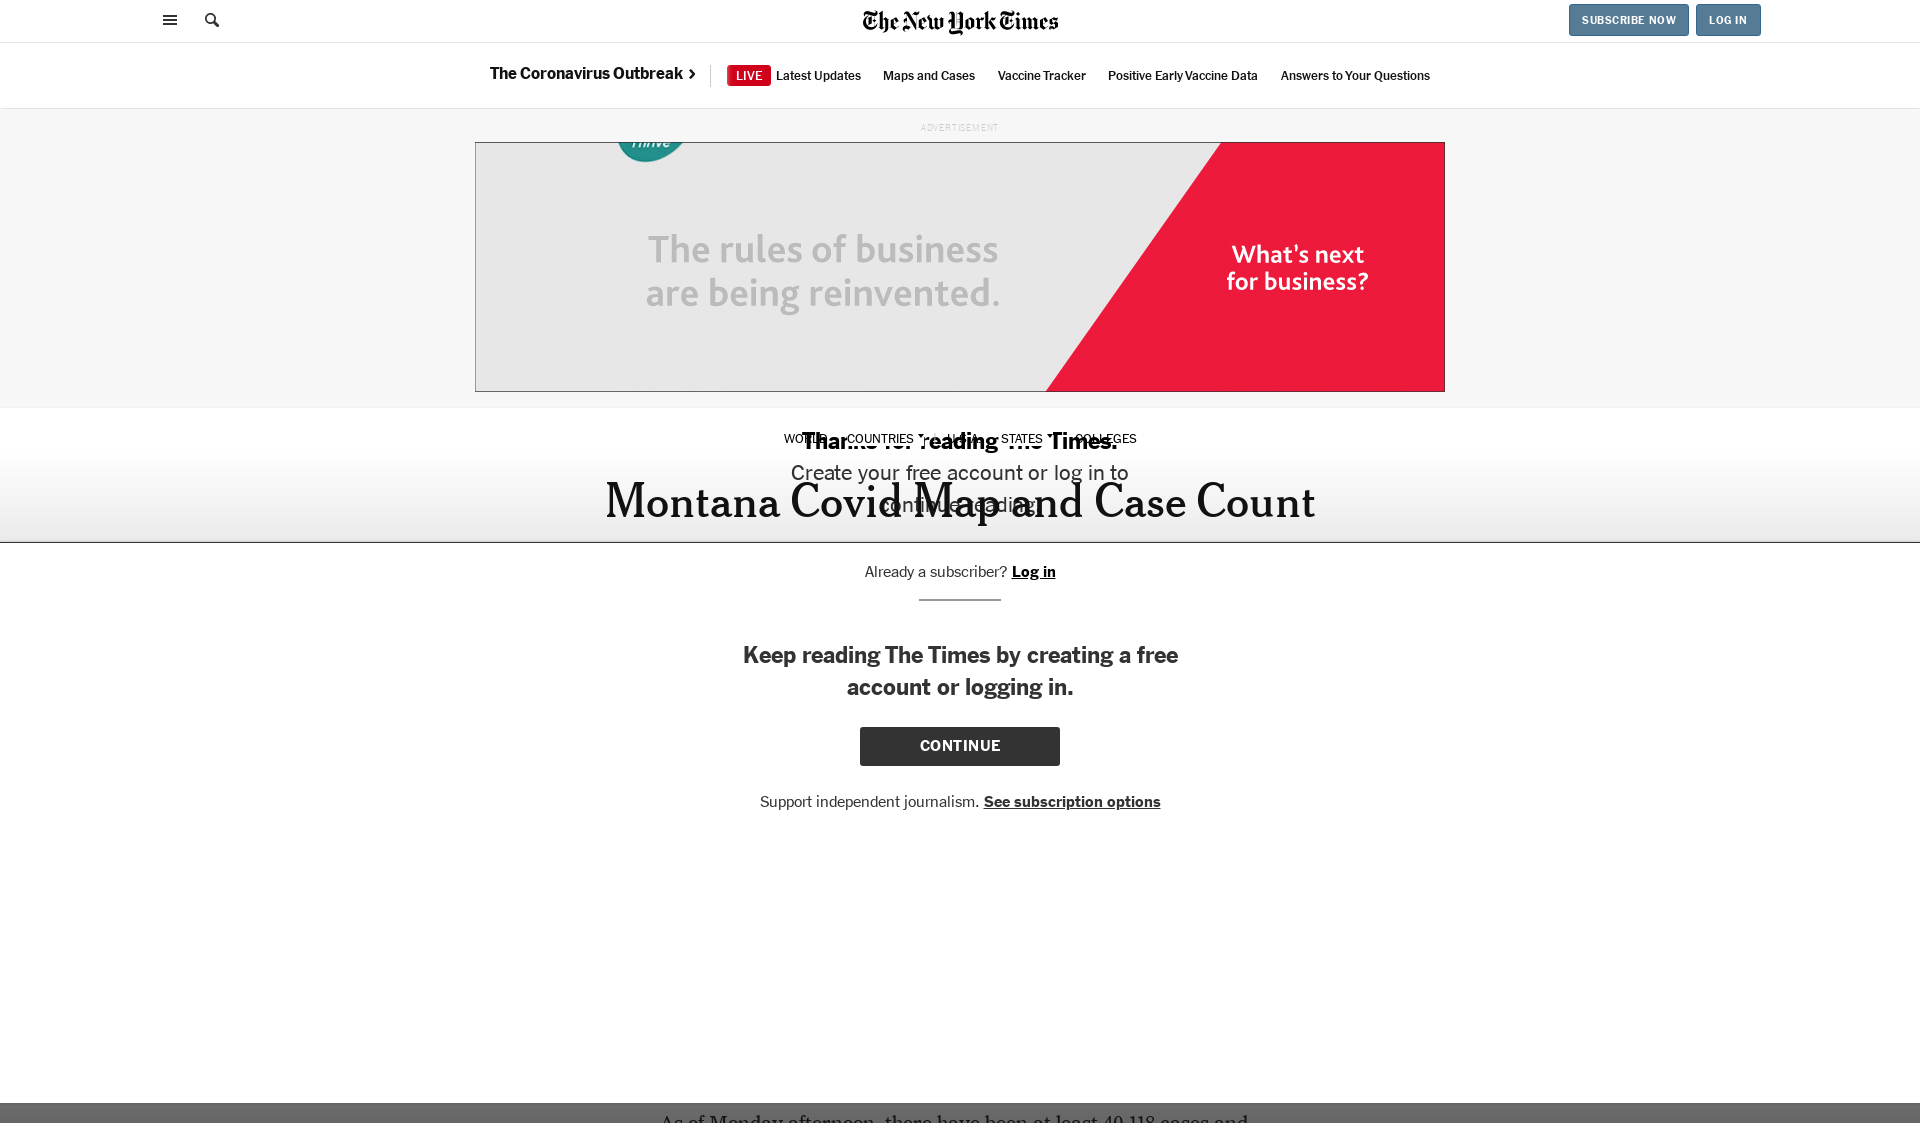 The New York Times
SUBSCRIBE NOW
LOG IN
The Coronavirus Outbreak
LIVE Latest Updates
Maps and Cases
Vaccine Tracker
Positive Early Vaccine Data
Answers to Your Questions
ADVERTISEMENT
Thrive
The rules of business
are being reinvented.
What's next
for business?
WORLD COUNTRIES U.S.A. STATES COLLEGES
Thanks for reading The Times.
Create your free account or log in to
continue reading.
Montana Covid Map and Case Count
Already a subscriber? Log in
Keep reading The Times by creating a free
account or logging in.
CONTINUE
Support independent journalism. See subscription options
As of Monday afternoon, there have been at least 40,118 cases and